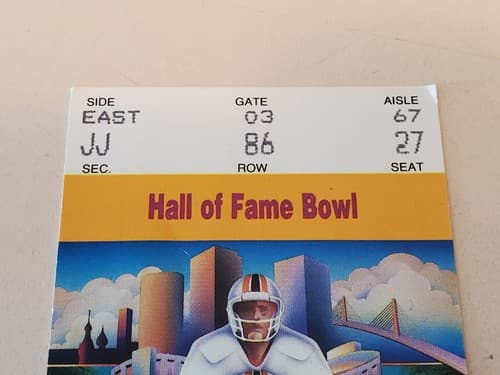 SIDE GATE AISLE
EAST 03 67
JJ 86 27
SEC. ROW SEAT
Hall of Fame Bowl